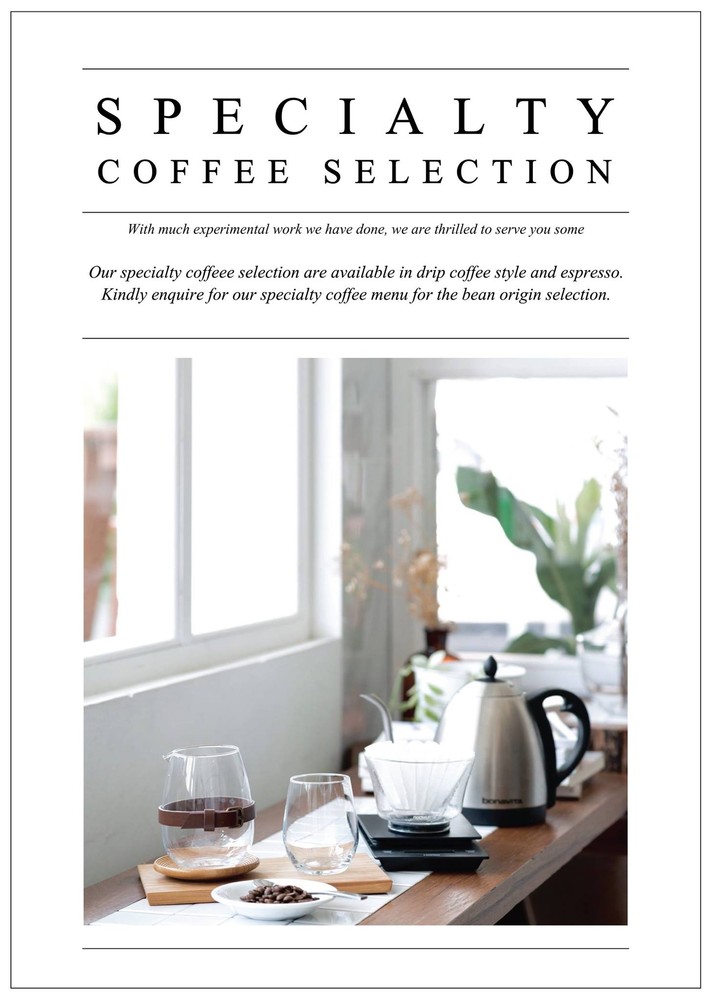 SPECIALTY
COFFEE SELECTION
With much experimental work we have done, we are thrilled to serve you some
Our specialty coffeee selection are available in drip coffee style and espresso.
Kindly enquire for our specialty coffee menu for the bean origin selection.
bonavita